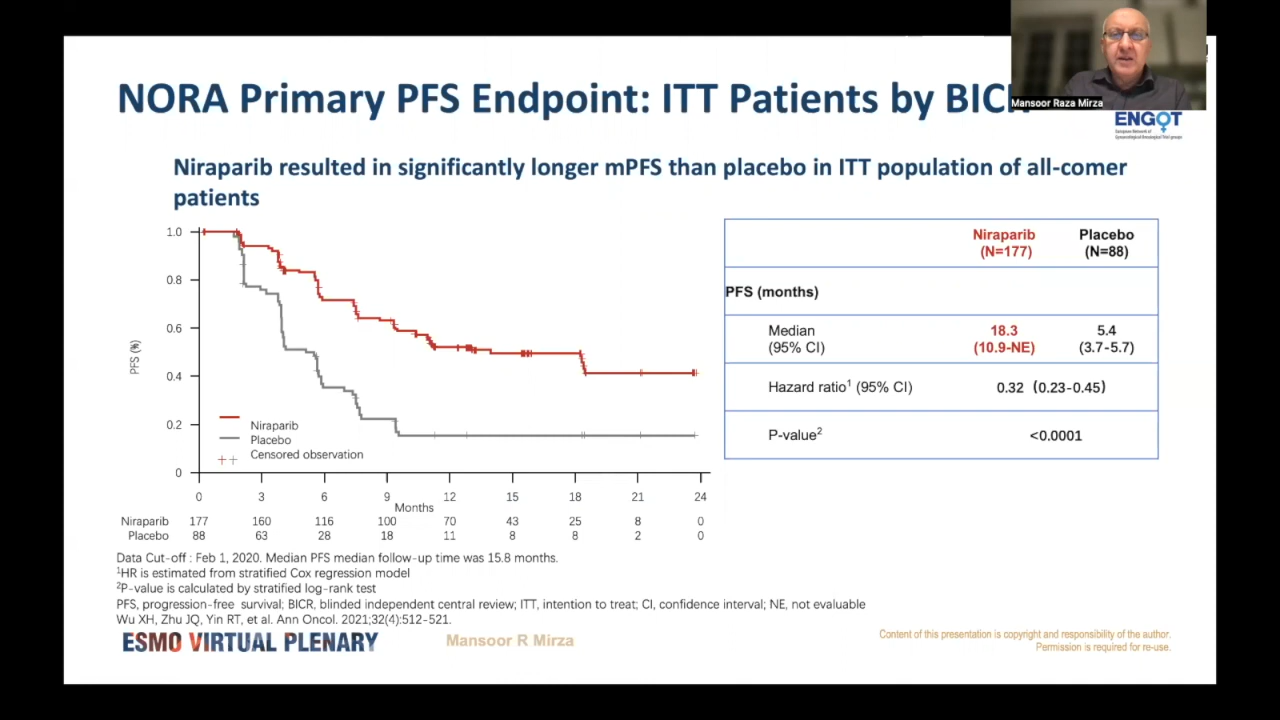 Mansoor Raza Mirza
NORA Primary PFS Endpoint: ITT Patients by BICR
ENGOT
European Network of
Gynaecological Oncological Trial groups
Niraparib resulted in significantly longer mPFS than placebo in ITT population of all-comer
patients
1.0
0.8
0.6
0.4
0.2
0
PFS (%)
Niraparib
Placebo
Censored observation
0 3 6 9 12 15 18 21 24
Months
Niraparib 177 160 116 100 70 43 25 8 0
Placebo 88 63 28 18 11 8 8 2 0
Niraparib Placebo
(N=177) (N=88)
PFS (months)
Median 18.3 5.4
(95% CI) (10.9-NE) (3.7-5.7)
Hazard ratio¹ (95% CI) 0.32 (0.23-0.45)
P-value² <0.0001
Data Cut-off : Feb 1, 2020. Median PFS median follow-up time was 15.8 months.
¹HR is estimated from stratified Cox regression model
²P-value is calculated by stratified log-rank test
PFS, progression-free survival; BICR, blinded independent central review; ITT, intention to treat; CI, confidence interval; NE, not evaluable
Wu XH, Zhu JQ, Yin RT, et al. Ann Oncol. 2021;32(4):512-521.
ESMO VIRTUAL PLENARY
Mansoor R Mirza
Content of this presentation is copyright and responsibility of the author.
Permission is required for re-use.